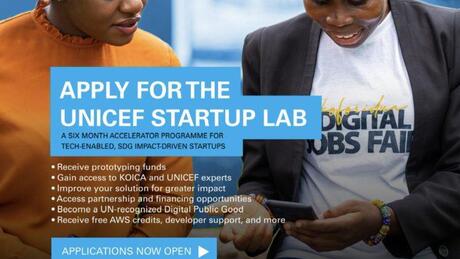 APPLY FOR THE
UNICEF STARTUP LAB
A SIX MONTH ACCELERATOR PROGRAMME FOR
TECH-ENABLED, SDG IMPACT-DRIVEN STARTUPS
• Receive prototyping funds
• Gain access to KOICA and UNICEF experts
• Improve your solution for greater impact
• Access partnership and financing opportunities
• Become a UN-recognized Digital Public Good
• Receive free AWS credits, developer support, and more
APPLICATIONS NOW OPEN
DIGITAL
JOBS FAIR